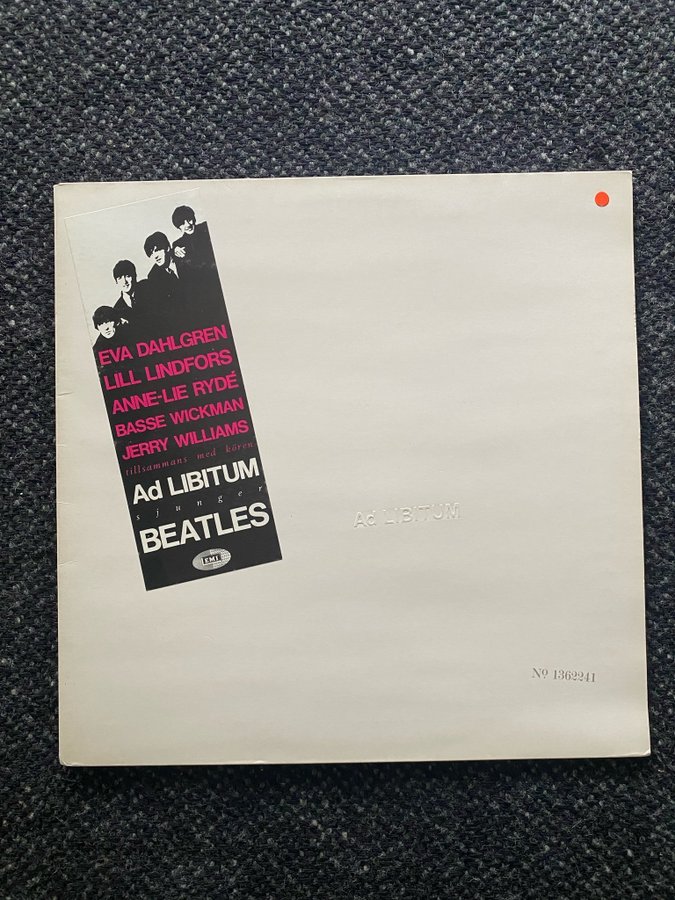 EVA DAHLGREN
LILL LINDFORS
ANNE-LIE RYDÉ
BASSE WICKMAN
JERRY WILLIAMS
tillsammans med kören
Ad LIBITUM
sjunger
BEATLES
EMI
Ad LIBITUM
Nº 1362241